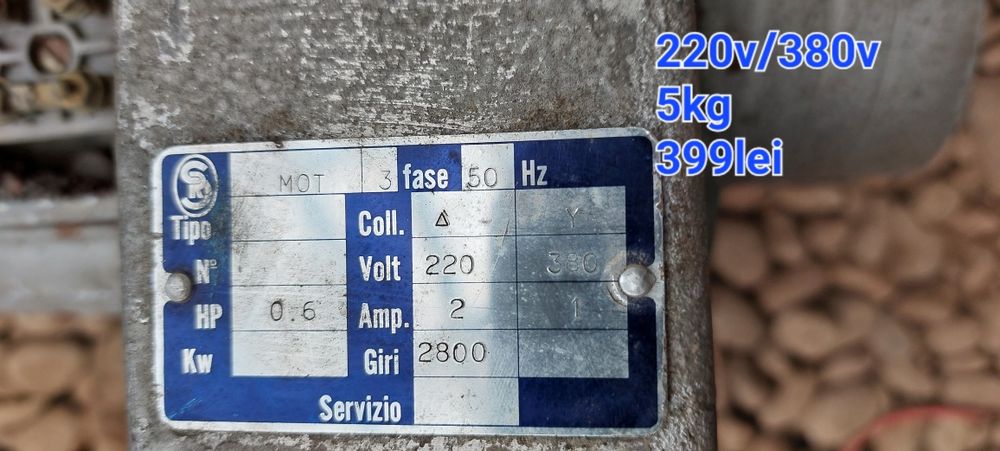 220v/380v
5kg
399lei
MOT 3 fase 50 Hz
Tipo Coll. Δ Y
Nº Volt 220 380
HP 0.6 Amp. 2 1
Kw Giri 2800
Servizio